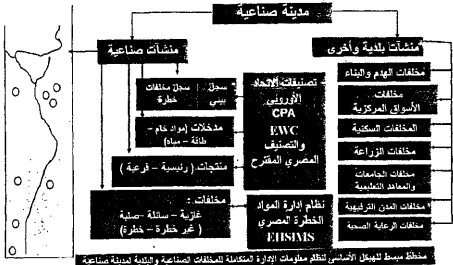 مدينة صناعية
منشآت صناعية
منشآت بلدية وأخرى
سجل بيئي
سجل مخلفات خطرة
مدخلات (مواد خام – طاقة – مياه)
منتجات (رئيسية – فرعية)
مخلفات :
غازية – سائلة – صلبة
( غير خطرة – خطرة)
تصنيفات الاتحاد
الأوروبي
CPA
EWC
والتصنيف
المصري المقترح
نظام إدارة المواد
الخطرة المصري
EHSIMS
مخلفات الهدم والبناء
مخلفات
الأسواق المركزية
المخلفات السكنية
مخلفات الزراعة
مخلفات الجامعات
والمعاهد التعليمية
مخلفات المدن الترفيهية
مخلفات الرعاية الصحية
مخطط مبسط للهيكل الأساسي لنظام معلومات الإدارة المتكاملة للمخلفات الصناعية والبلدية لمدينة صناعية